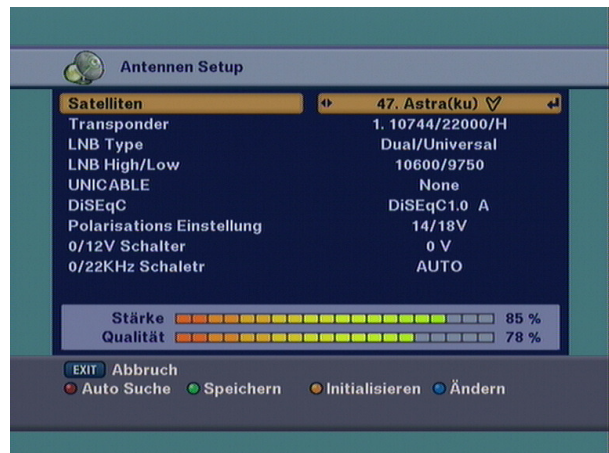 Antennen Setup
Satelliten 47. Astra(ku)
Transponder 1. 10744/22000/H
LNB Type Dual/Universal
LNB High/Low 10600/9750
UNICABLE None
DiSEqC DiSEqC1.0 A
Polarisations Einstellung 14/18V
0/12V Schalter 0 V
0/22KHz Schaletr AUTO
Stärke 85 %
Qualität 78 %
EXIT Abbruch
Auto Suche Speichern Initialisieren Ändern